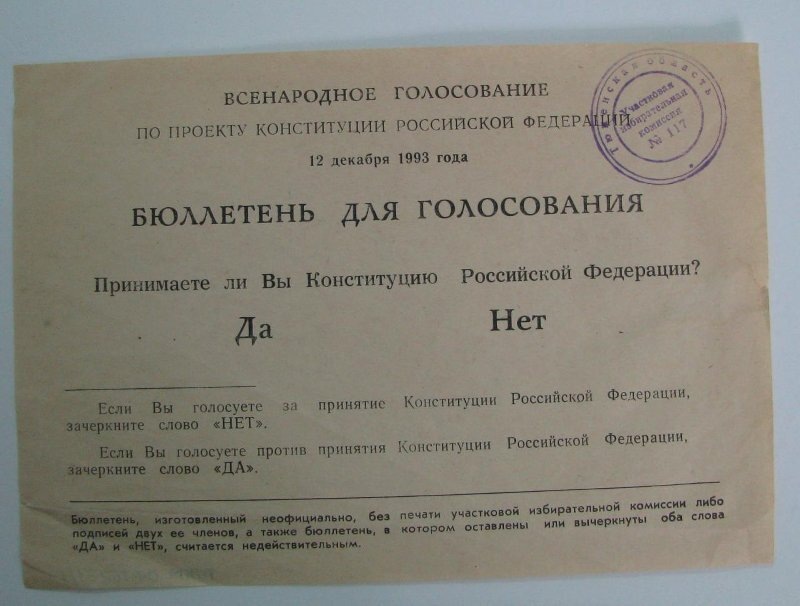 ВСЕНАРОДНОЕ ГОЛОСОВАНИЕ
ПО ПРОЕКТУ КОНСТИТУЦИИ РОССИЙСКОЙ ФЕДЕРАЦИИ
12 декабря 1993 года
область
Участковая
избирательная
комиссия
№ 117
БЮЛЛЕТЕНЬ ДЛЯ ГОЛОСОВАНИЯ
Принимаете ли Вы Конституцию Российской Федерации?
Да Нет
Если Вы голосуете за принятие Конституции Российской Федерации,
зачеркните слово «НЕТ».
Если Вы голосуете против принятия Конституции Российской Федерации,
зачеркните слово «ДА».
Бюллетень, изготовленный неофициально, без печати участковой избирательной комиссии либо
подписей двух ее членов, а также бюллетень, в котором оставлены или вычеркнуты оба слова
«ДА» и «НЕТ», считается недействительным.